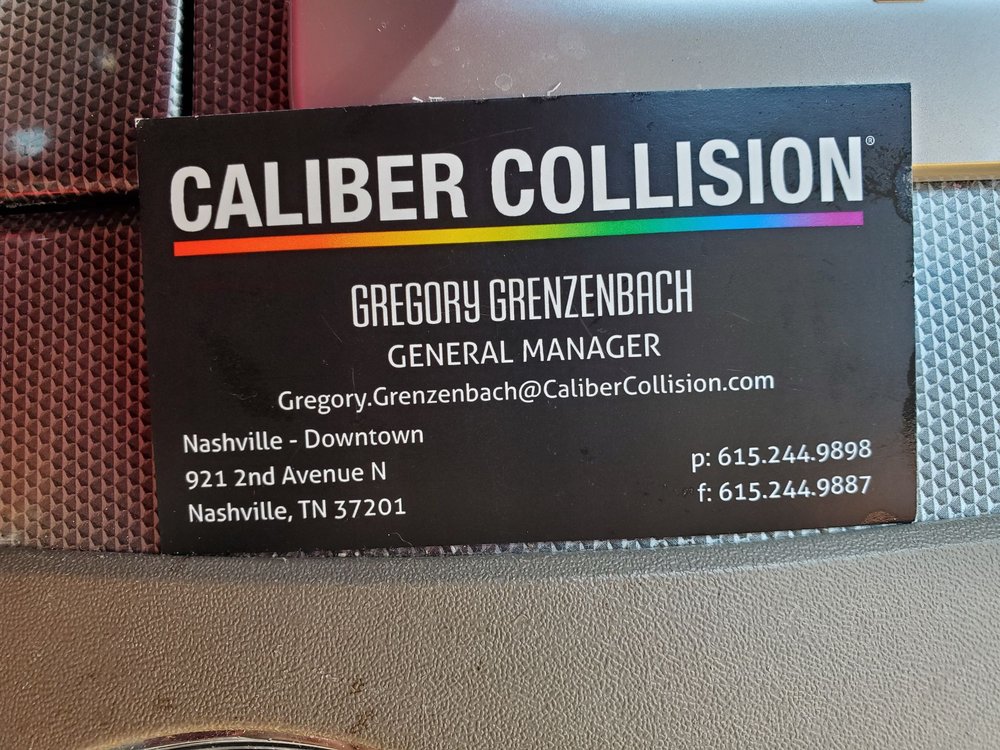 CALIBER COLLISION®
GREGORY GRENZENBACH
GENERAL MANAGER
Gregory.Grenzenbach@CaliberCollision.com
Nashville - Downtown
921 2nd Avenue N
Nashville, TN 37201
p: 615.244.9898
f: 615.244.9887